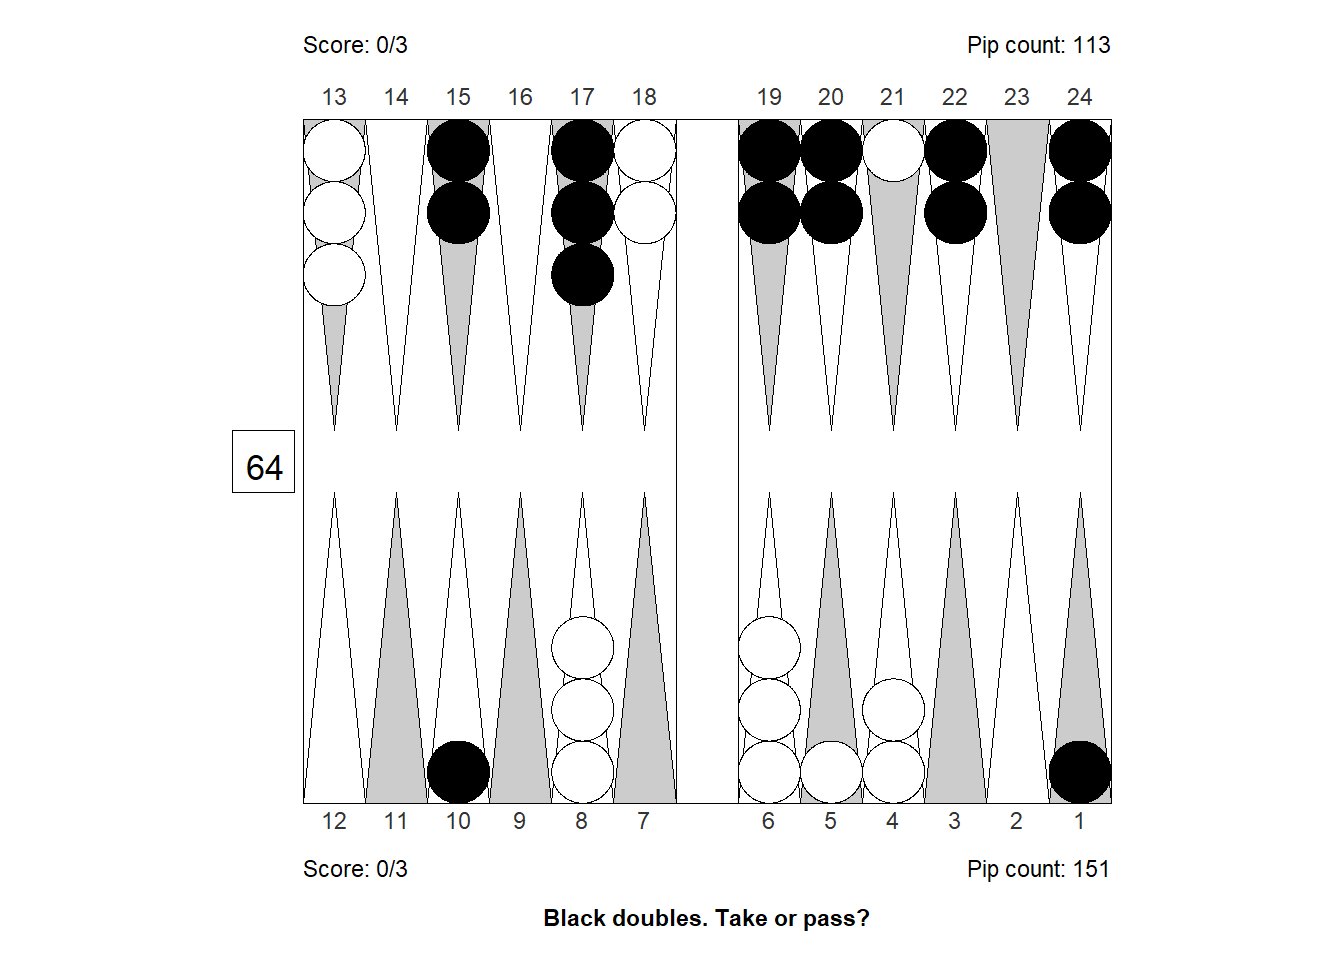 Score: 0/3 Pip count: 113
13 14 15 16 17 18 19 20 21 22 23 24
64
12 11 10 9 8 7 6 5 4 3 2 1
Score: 0/3 Pip count: 151
Black doubles. Take or pass?